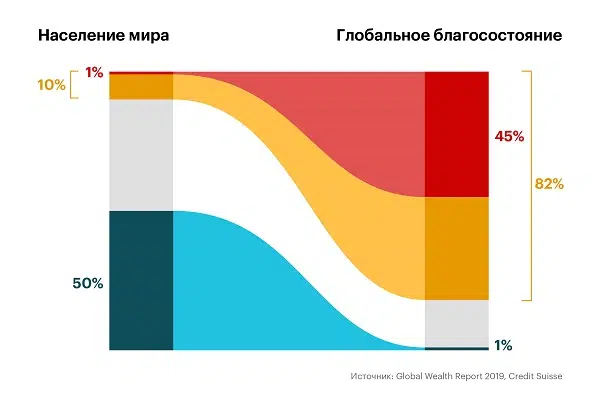 Население мира
Глобальное благосостояние
1%
10%
45%
82%
50%
1%
Источник: Global Wealth Report 2019, Credit Suisse